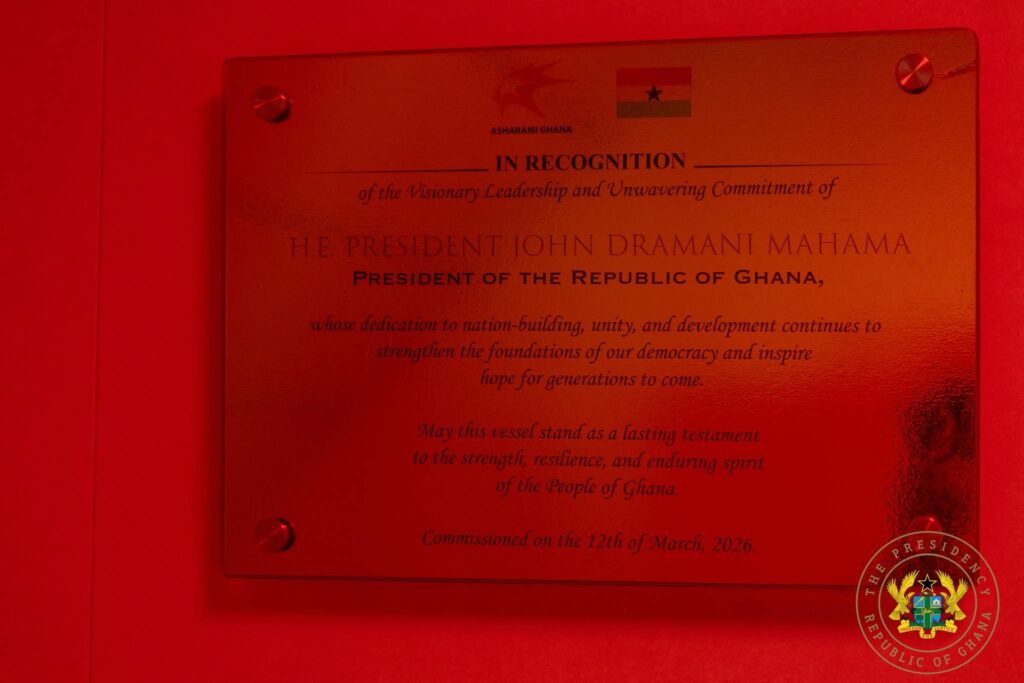 ASHARAMI GHANA
IN RECOGNITION
of the Visionary Leadership and Unwavering Commitment of
H.E. PRESIDENT JOHN DRAMANI MAHAMA
PRESIDENT OF THE REPUBLIC OF GHANA,
whose dedication to nation-building, unity, and development continues to
strengthen the foundations of our democracy and inspire
hope for generations to come.
May this vessel stand as a lasting testament
to the strength, resilience, and enduring spirit
of the People of Ghana.
Commissioned on the 12th of March, 2026.
THE PRESIDENCY
REPUBLIC OF GHANA